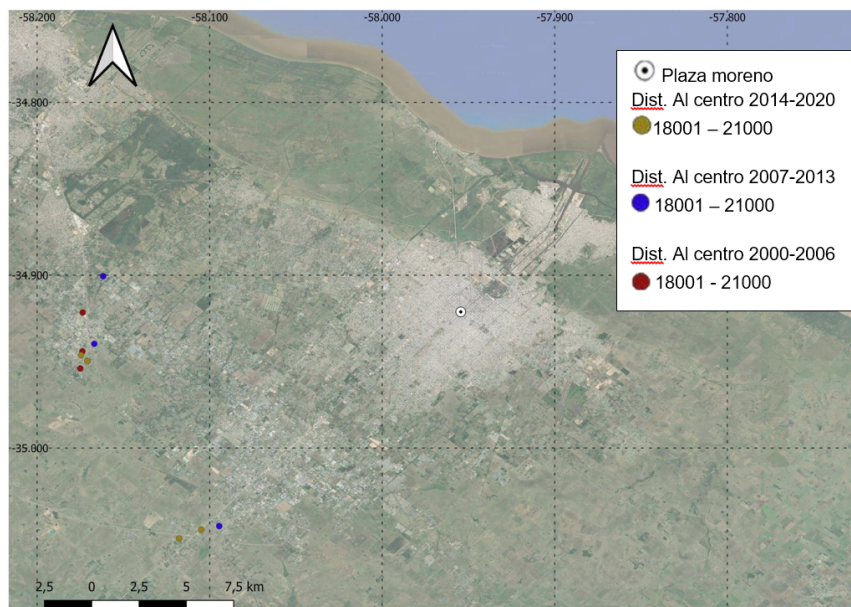 -58.200 -58.100 -58.000 -57.900 -57.800
-34.800
-34.900
-35.000
Plaza moreno
Dist. Al centro 2014-2020
18001 – 21000
Dist. Al centro 2007-2013
18001 – 21000
Dist. Al centro 2000-2006
18001 - 21000
2,5 0 2,5 5 7,5 km